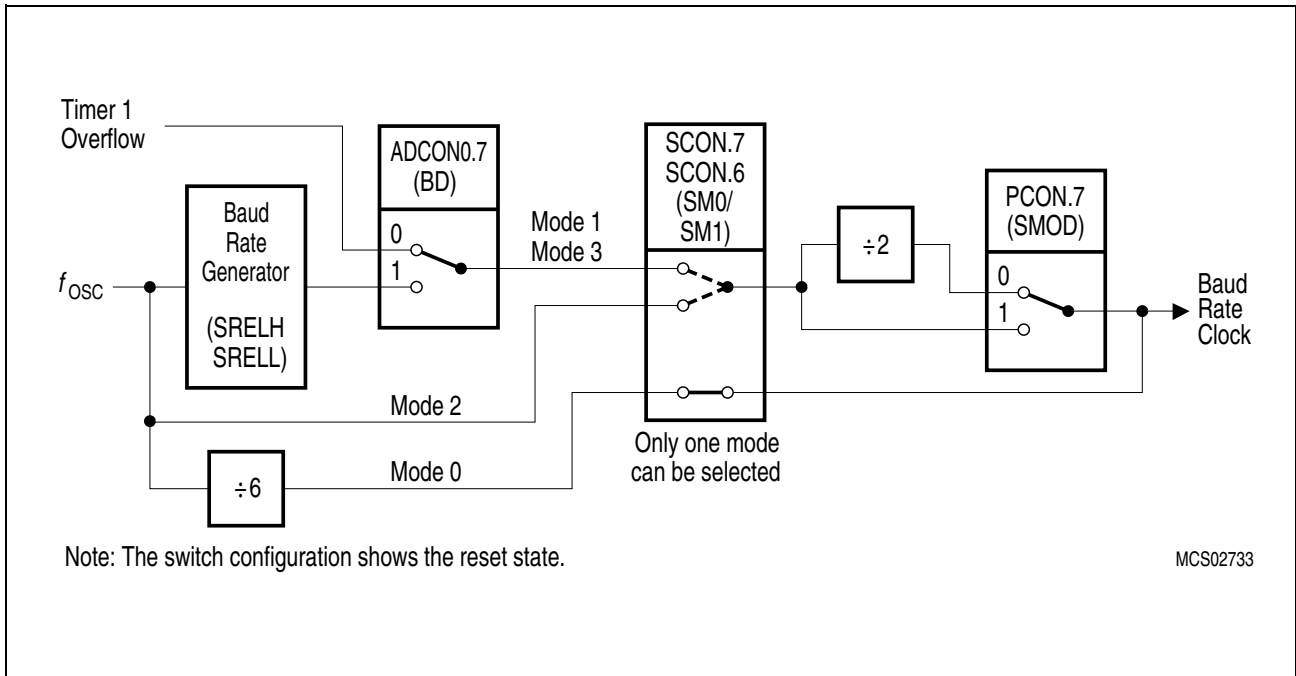 Timer 1
Overflow
ADCON0.7
(BD)
0
1
Baud
Rate
Generator
(SRELH
SRELL)
f OSC
Mode 1
Mode 3
SCON.7
SCON.6
(SM0/
SM1)
÷2
PCON.7
(SMOD)
0
1
Baud
Rate
Clock
Mode 2
Only one mode
can be selected
÷6
Mode 0
Note: The switch configuration shows the reset state.
MCS02733